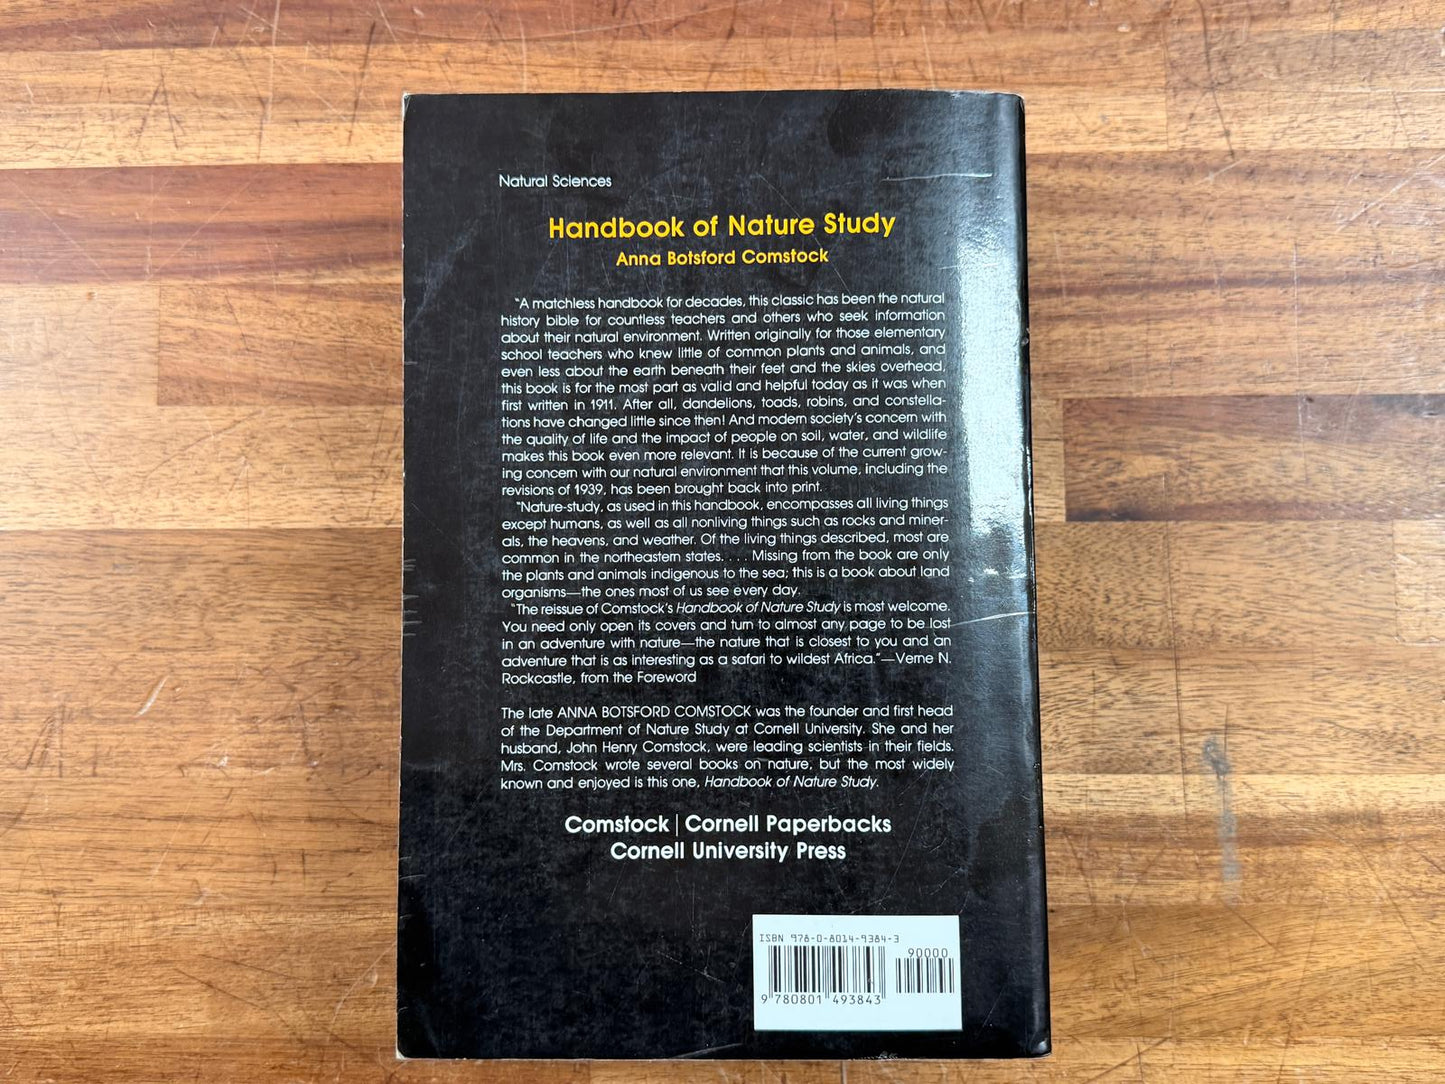 Natural Sciences
Handbook of Nature Study
Anna Botsford Comstock
"A matchless handbook for decades, this classic has been the natural
history bible for countless teachers and others who seek information
about their natural environment. Written originally for those elementary
school teachers who knew little of common plants and animals, and
even less about the earth beneath their feet and the skies overhead,
this book is for the most part as valid and helpful today as it was when
first written in 1911. After all, dandelions, toads, robins, and constella-
tions have changed little since then! And modern society's concern with
the quality of life and the impact of people on soil, water, and wildlife
makes this book even more relevant. It is because of the current grow-
ing concern with our natural environment that this volume, including the
revisions of 1939, has been brought back into print.
"Nature-study, as used in this handbook, encompasses all living things
except humans, as well as all nonliving things such as rocks and miner-
als, the heavens, and weather. Of the living things described, most are
common in the northeastern states. . . . Missing from the book are only
the plants and animals indigenous to the sea; this is a book about land
organisms—the ones most of us see every day.
"The reissue of Comstock's Handbook of Nature Study is most welcome.
You need only open its covers and turn to almost any page to be lost
in an adventure with nature—the nature that is closest to you and an
adventure that is as interesting as a safari to wildest Africa."—Verne N.
Rockcastle, from the Foreword
The late ANNA BOTSFORD COMSTOCK was the founder and first head
of the Department of Nature Study at Cornell University. She and her
husband, John Henry Comstock, were leading scientists in their fields.
Mrs. Comstock wrote several books on nature, but the most widely
known and enjoyed is this one, Handbook of Nature Study.
Comstock | Cornell Paperbacks
Cornell University Press
ISBN 978-0-8014-9384-3
90000
9 780801 493843